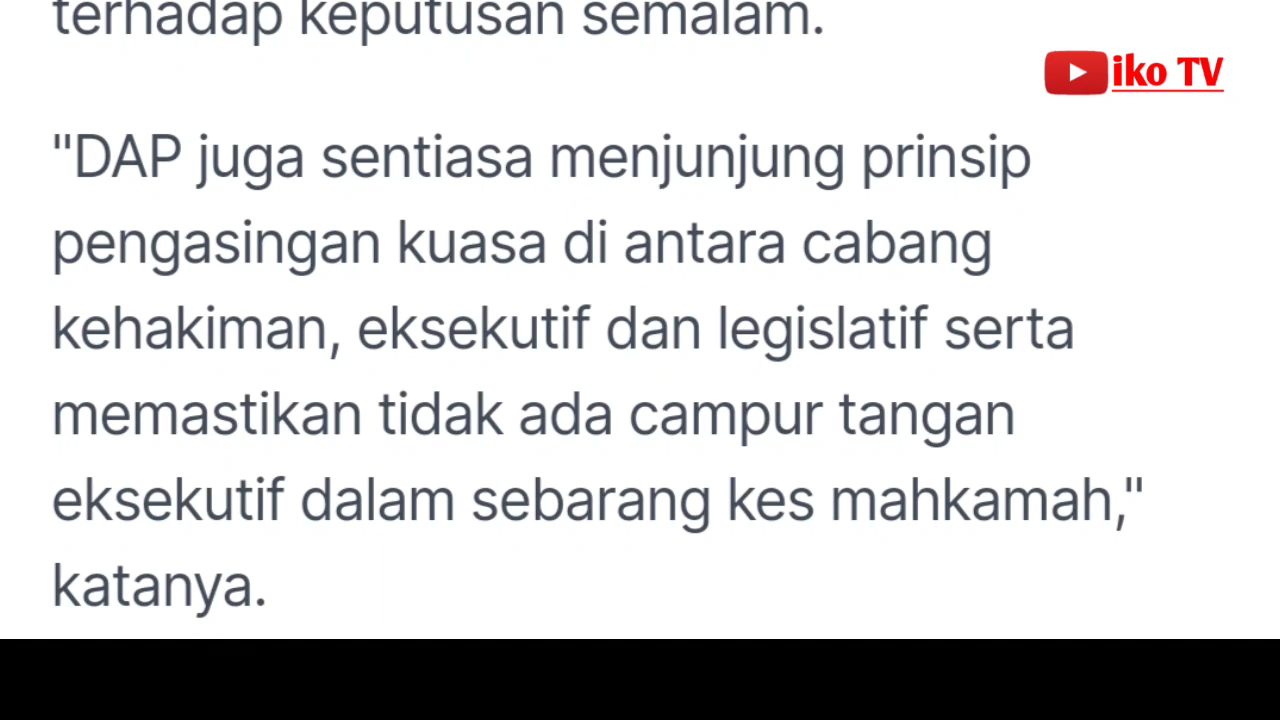 terhadap keputusan semalam.
iko TV
"DAP juga sentiasa menjunjung prinsip
pengasingan kuasa di antara cabang
kehakiman, eksekutif dan legislatif serta
memastikan tidak ada campur tangan
eksekutif dalam sebarang kes mahkamah,"
katanya.